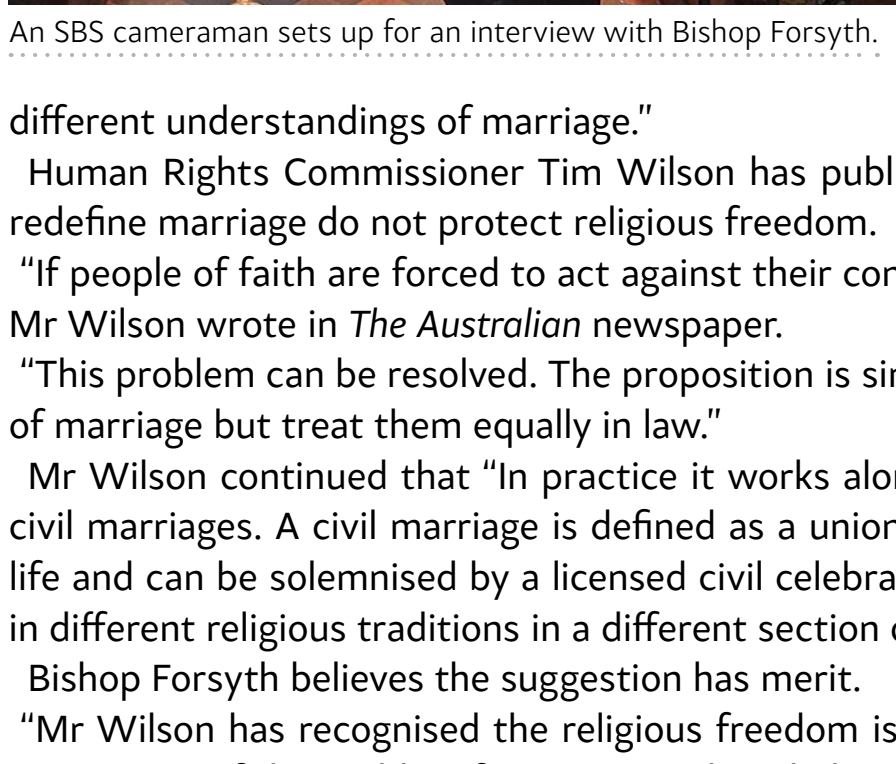 An SBS cameraman sets up for an interview with Bishop Forsyth.
different understandings of marriage.”
Human Rights Commissioner Tim Wilson has publ
redefine marriage do not protect religious freedom.
“If people of faith are forced to act against their con
Mr Wilson wrote in The Australian newspaper.
“This problem can be resolved. The proposition is
of marriage but treat them equally in law.”
Mr Wilson continued that “In practice it works
civil marriages. A civil marriage is defined as a union
life and can be solemnised by a licensed civil
in different religious traditions in a different section
Bishop Forsyth believes the suggestion has merit.
“Mr Wilson has recognised the religious freedom is